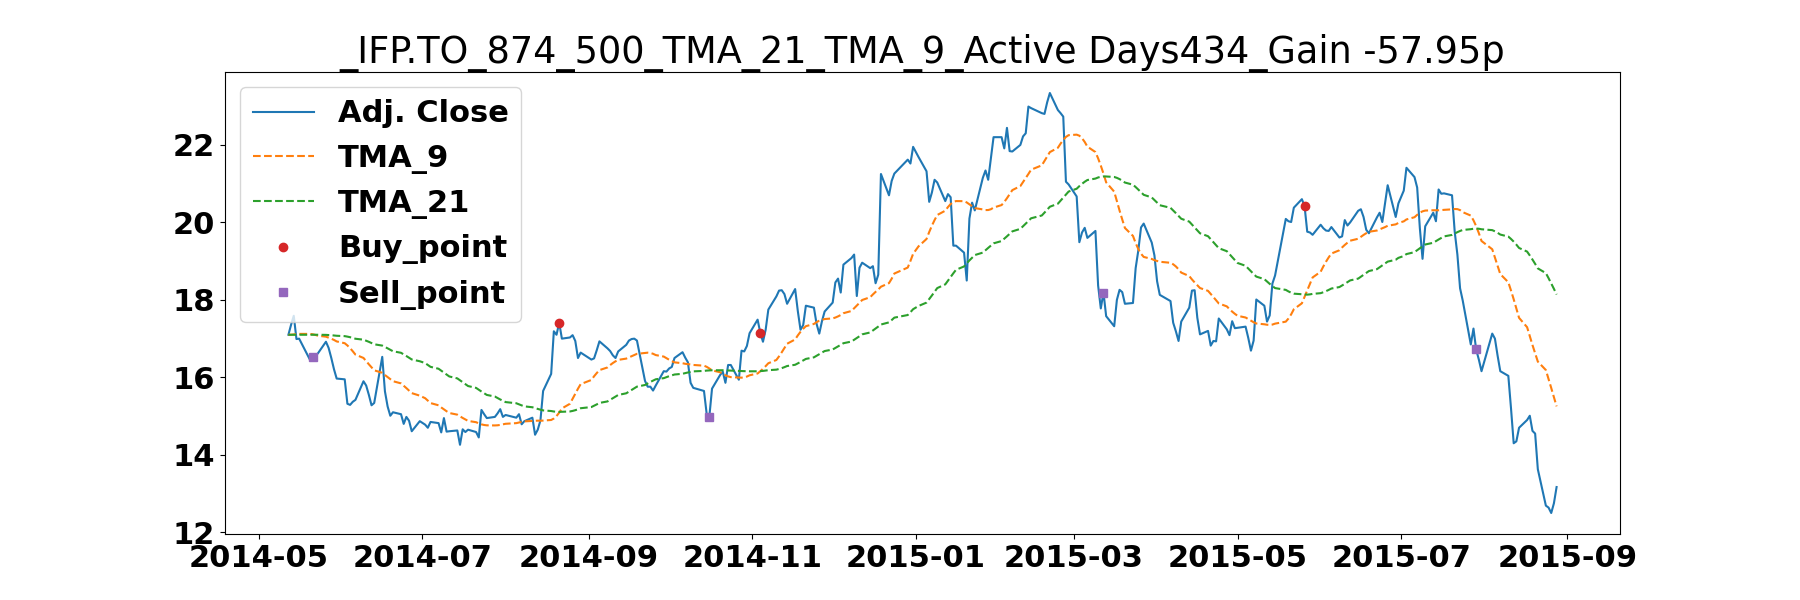 _IFP.TO_874_500_TMA_21_TMA_9_Active Days434_Gain -57.95p
Adj. Close
TMA_9
TMA_21
Buy_point
Sell_point
22
20
18
16
14
12
2014-05 2014-07 2014-09 2014-11 2015-01 2015-03 2015-05 2015-07 2015-09